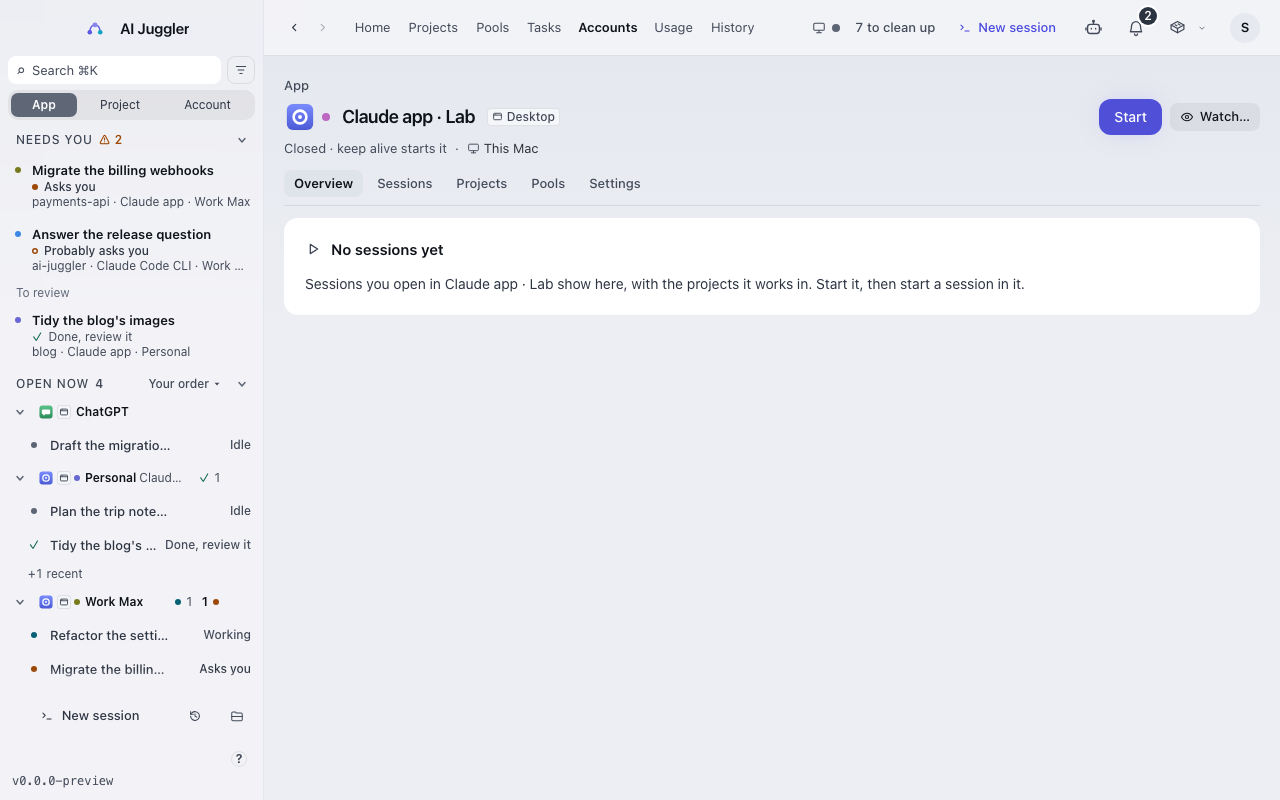 AI Juggler
Search ⌘K
App
Project
Account
NEEDS YOU
2
Migrate the billing webhooks
Asks you
payments-api · Claude app · Work Max
Answer the release question
Probably asks you
ai-juggler · Claude Code CLI · Work ...
To review
Tidy the blog's images
Done, review it
blog · Claude app · Personal
OPEN NOW 4
Your order
ChatGPT
Draft the migratio...
Idle
Personal Claud...
1
Plan the trip note...
Idle
Tidy the blog's ...
Done, review it
+1 recent
Work Max
1
1
Refactor the setti...
Working
Migrate the billin...
Asks you
New session
?
v0.0.0-preview
Home
Projects
Pools
Tasks
Accounts
Usage
History
7 to clean up
New session
2
S
App
Claude app · Lab
Desktop
Start
Watch...
Closed · keep alive starts it · This Mac
Overview
Sessions
Projects
Pools
Settings
No sessions yet
Sessions you open in Claude app · Lab show here, with the projects it works in. Start it, then start a session in it.